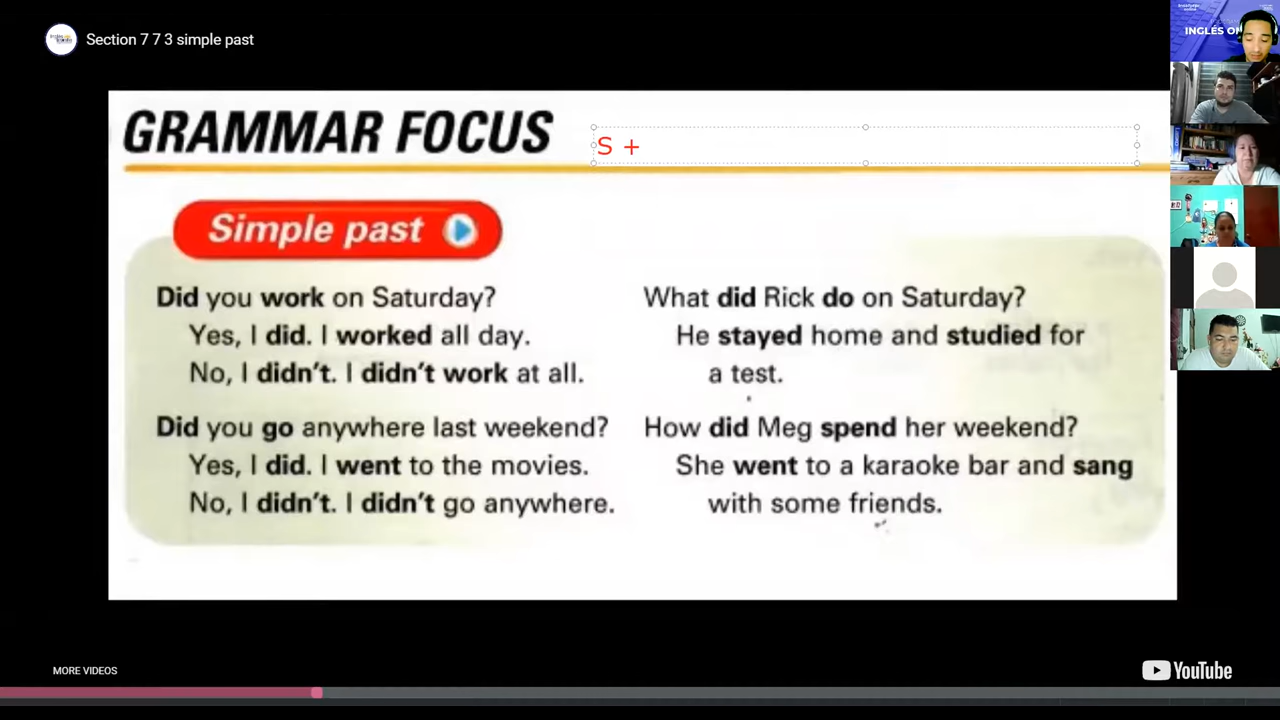 Section 7 7 3 simple past
INGLÉS ON
GRAMMAR FOCUS
S +
Simple past
Did you work on Saturday?
Yes, I did. I worked all day.
No, I didn't. I didn't work at all.
Did you go anywhere last weekend?
Yes, I did. I went to the movies.
No, I didn't. I didn't go anywhere.
What did Rick do on Saturday?
He stayed home and studied for
a test.
How did Meg spend her weekend?
She went to a karaoke bar and sang
with some friends.
MORE VIDEOS
YouTube